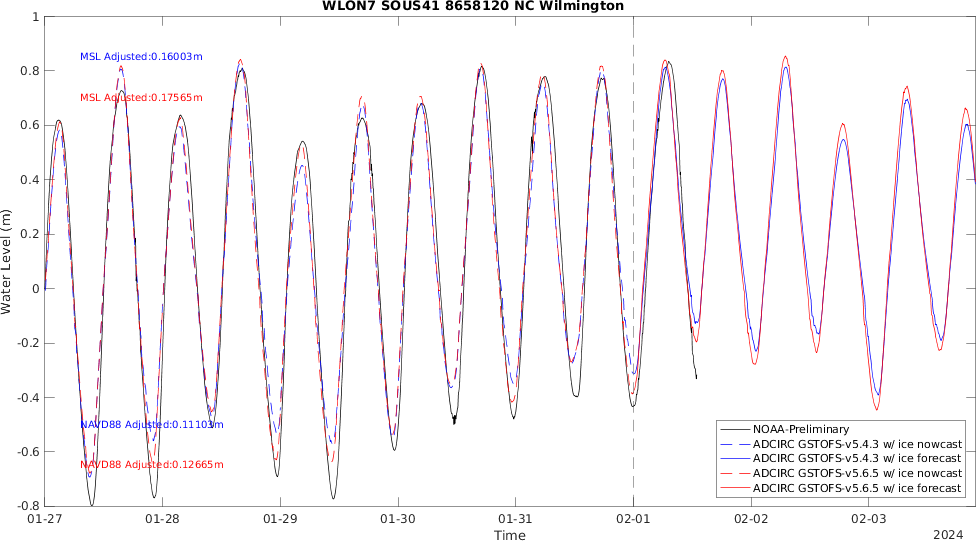 WLON7 SOUS41 8658120 NC Wilmington
1
0.8
0.6
0.4
0.2
0
-0.2
-0.4
-0.6
-0.8
Water Level (m)
MSL Adjusted:0.16003m
MSL Adjusted:0.17565m
NAVD88 Adjusted:0.11103m
NAVD88 Adjusted:0.12665m
NOAA-Preliminary
ADCIRC GSTOFS-v5.4.3 w/ ice nowcast
ADCIRC GSTOFS-v5.4.3 w/ ice forecast
ADCIRC GSTOFS-v5.6.5 w/ ice nowcast
ADCIRC GSTOFS-v5.6.5 w/ ice forecast
01-27 01-28 01-29 01-30 01-31 02-01 02-02 02-03
Time
2024